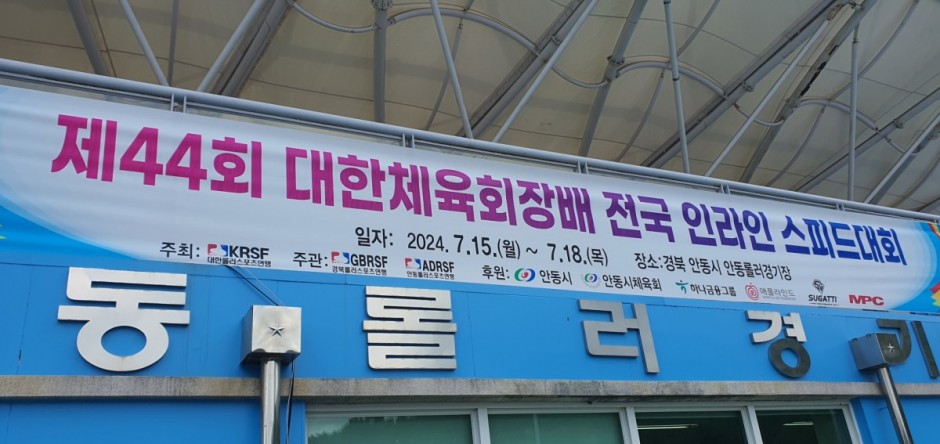 제44회 대한체육회장배 전국 인라인 스피드대회
일자: 2024. 7.15.(월) ~ 7.18.(목) 장소:경북 안동시 안동롤러경기장
주최: KRSF 대한롤러스포츠연맹 주관: GBRSF 경북롤러스포츠연맹 ADRSF 안동롤러스포츠연맹 후원: 안동시 안동시체육회 하나금융그룹 애플라인드 SUGATTI MPC
동롤러경기